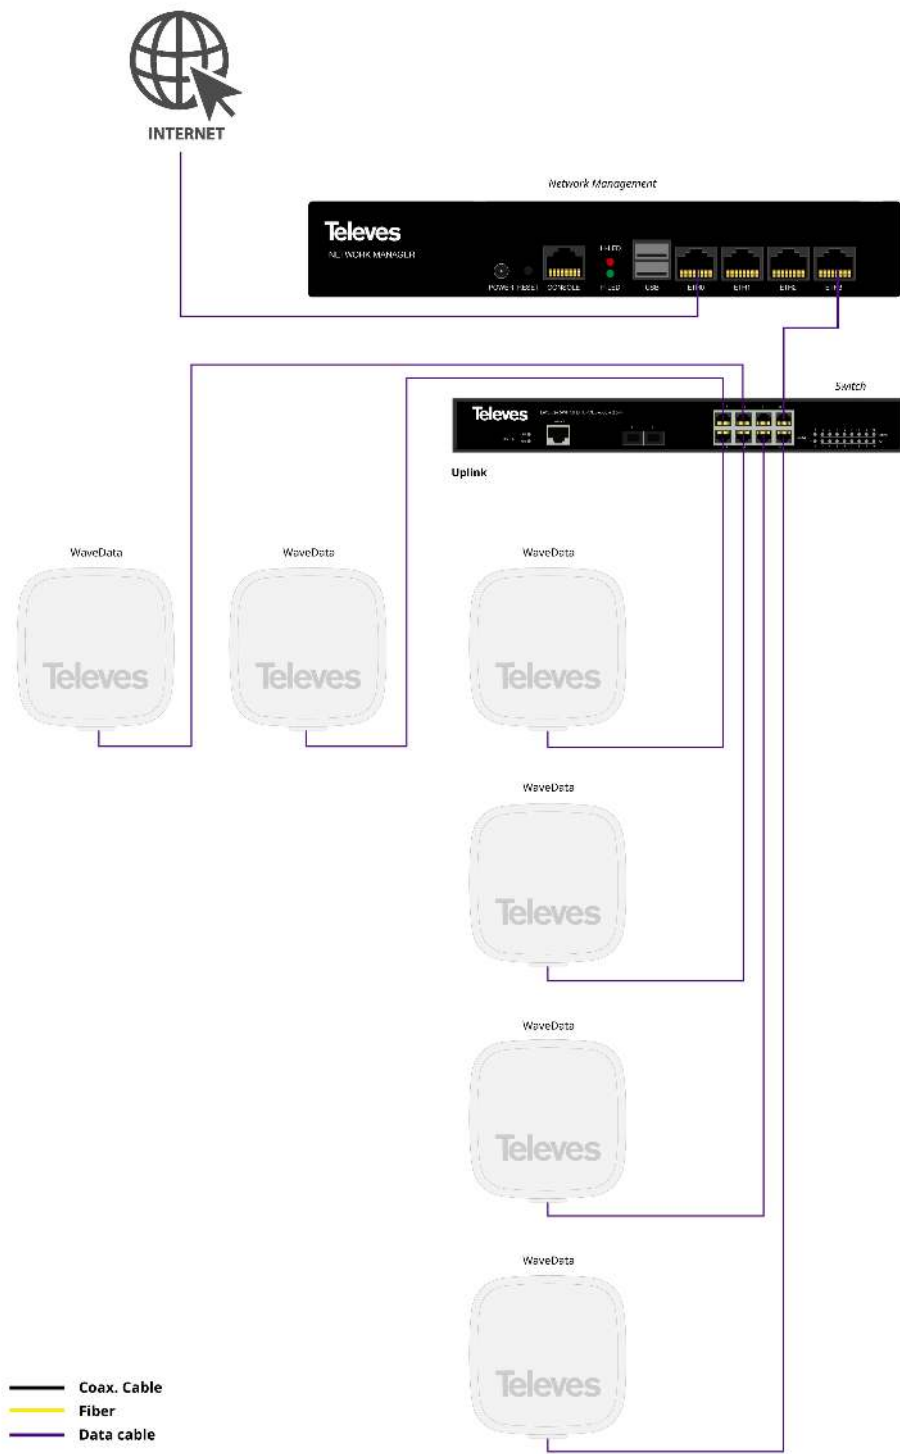 INTERNET
Network Management
Televes
NETWORK MANAGER
POWER RESET CONSOLE USB ETH0 ETH1 ETH2 ETH3
Switch
Televes
Uplink
WaveData WaveData WaveData
Televes Televes Televes
WaveData
Televes
WaveData
Televes
WaveData
Televes
Coax. Cable
Fiber
Data cable